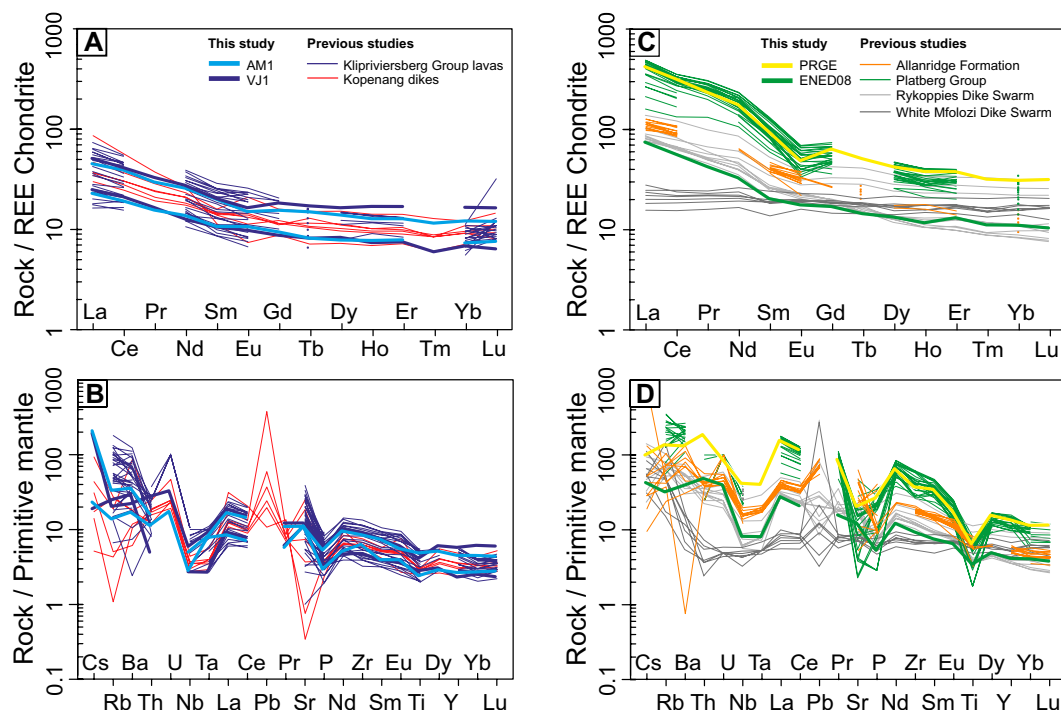 A
This study
Previous studies
AM1
VJ1
Klipriviersberg Group lavas
Kopenang dikes
Rock / REE Chondrite
1000
100
10
1
La Pr Sm Gd Dy Er Yb
Ce Nd Eu Tb Ho Tm Lu
C
This study
Previous studies
PRGE
ENED08
Allanridge Formation
Platberg Group
Rykoppies Dike Swarm
White Mfolozi Dike Swarm
Rock / REE Chondrite
1000
100
10
1
La Pr Sm Gd Dy Er Yb
Ce Nd Eu Tb Ho Tm Lu
B
Rock / Primitive mantle
1000
100
10
1
0.1
Cs Ba U Ta Ce Pr P Zr Eu Dy Yb
Rb Th Nb La Pb Sr Nd Sm Ti Y Lu
D
Rock / Primitive mantle
1000
100
10
1
0.1
Cs Ba U Ta Ce Pr P Zr Eu Dy Yb
Rb Th Nb La Pb Sr Nd Sm Ti Y Lu